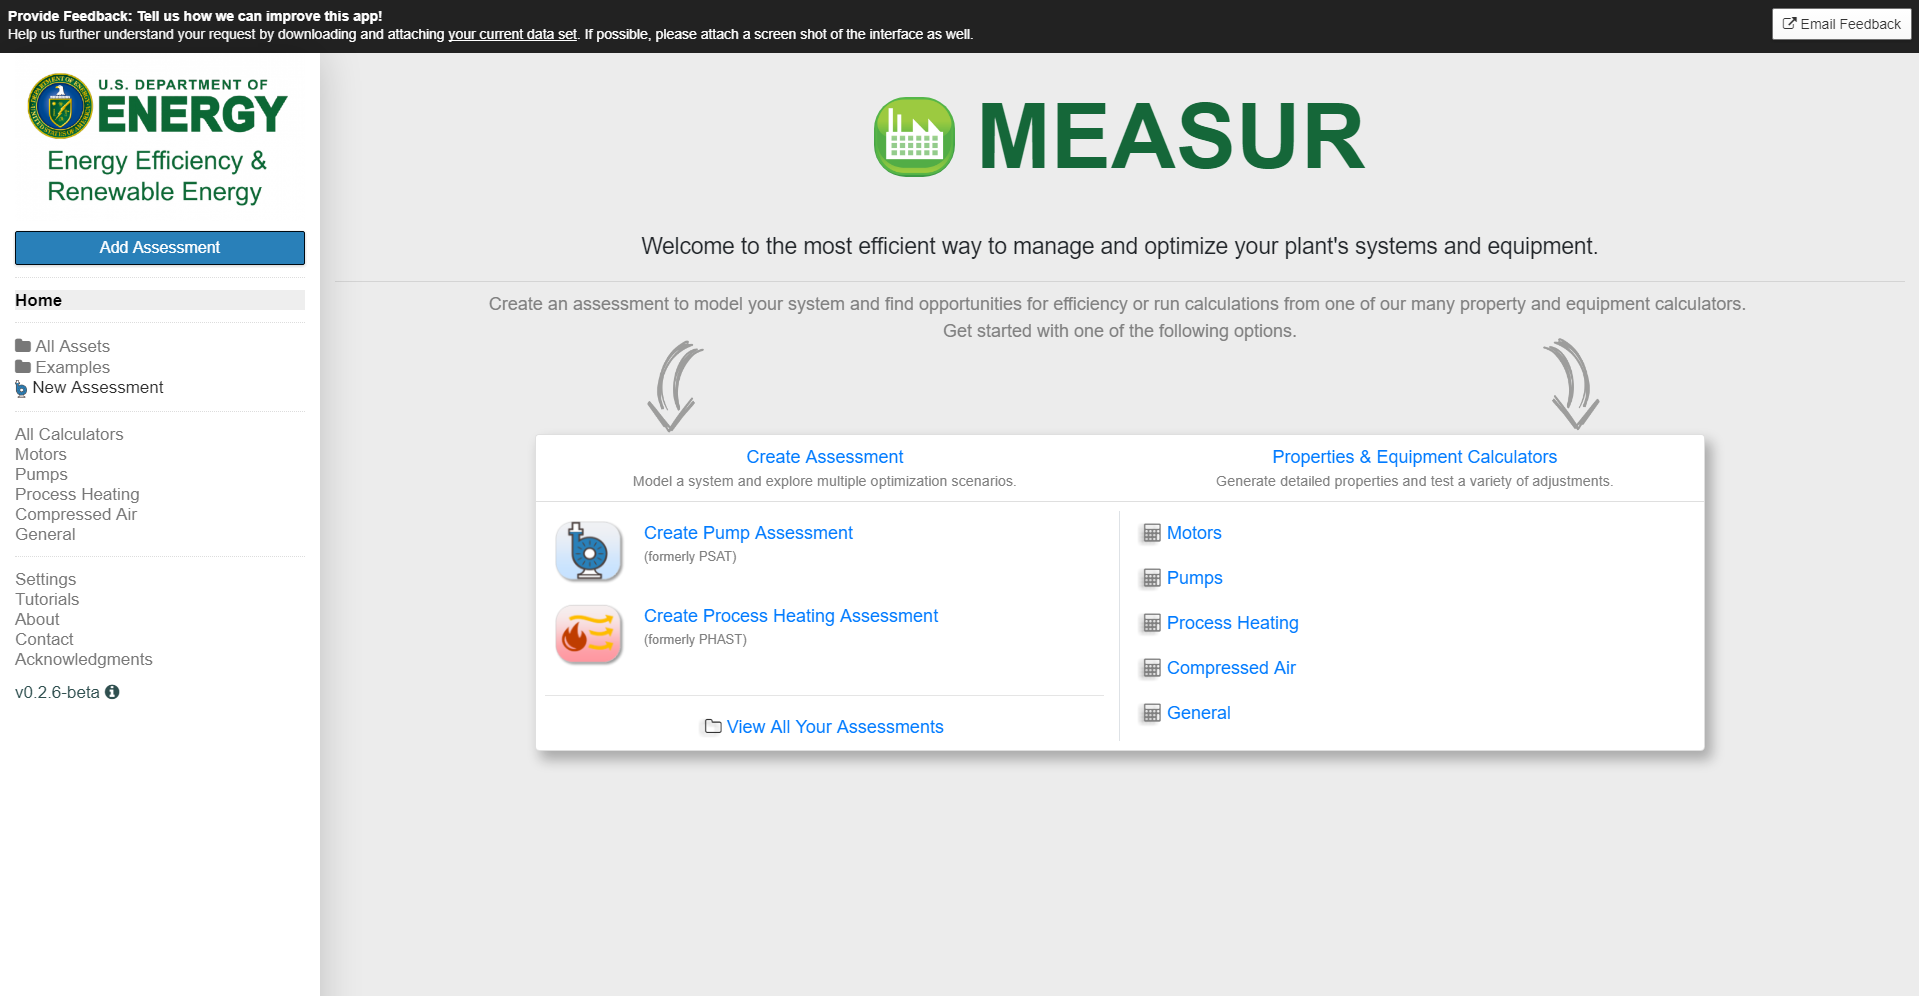 Provide Feedback: Tell us how we can improve this app!
Help us further understand your request by downloading and attaching your current data set. If possible, please attach a screen shot of the interface as well.
Email Feedback
U.S. DEPARTMENT OF
ENERGY
Energy Efficiency &
Renewable Energy
Add Assessment
Home
All Assets
Examples
New Assessment
All Calculators
Motors
Pumps
Process Heating
Compressed Air
General
Settings
Tutorials
About
Contact
Acknowledgments
v0.2.6-beta
MEASUR
Welcome to the most efficient way to manage and optimize your plant's systems and equipment.
Create an assessment to model your system and find opportunities for efficiency or run calculations from one of our many property and equipment calculators.
Get started with one of the following options.
Create Assessment
Model a system and explore multiple optimization scenarios.
Create Pump Assessment
(formerly PSAT)
Create Process Heating Assessment
(formerly PHAST)
View All Your Assessments
Properties & Equipment Calculators
Generate detailed properties and test a variety of adjustments.
Motors
Pumps
Process Heating
Compressed Air
General